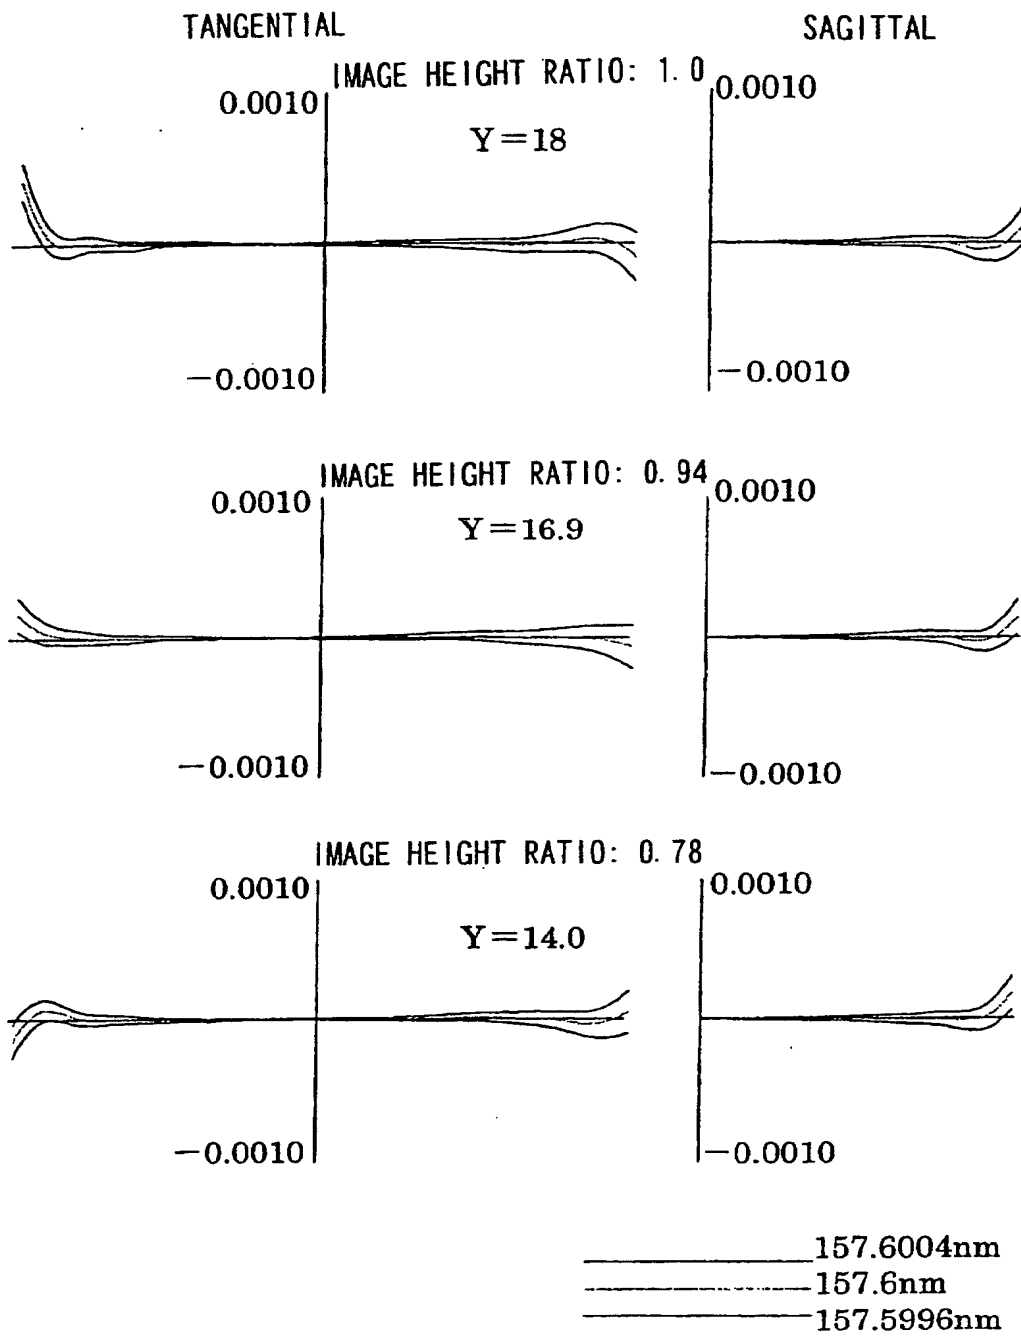 TANGENTIAL SAGITTAL
IMAGE HEIGHT RATIO: 1.0
0.0010 0.0010
Y=18
-0.0010 -0.0010
IMAGE HEIGHT RATIO: 0.94
0.0010 0.0010
Y=16.9
-0.0010 -0.0010
IMAGE HEIGHT RATIO: 0.78
0.0010 0.0010
Y=14.0
-0.0010 -0.0010
157.6004nm
157.6nm
157.5996nm